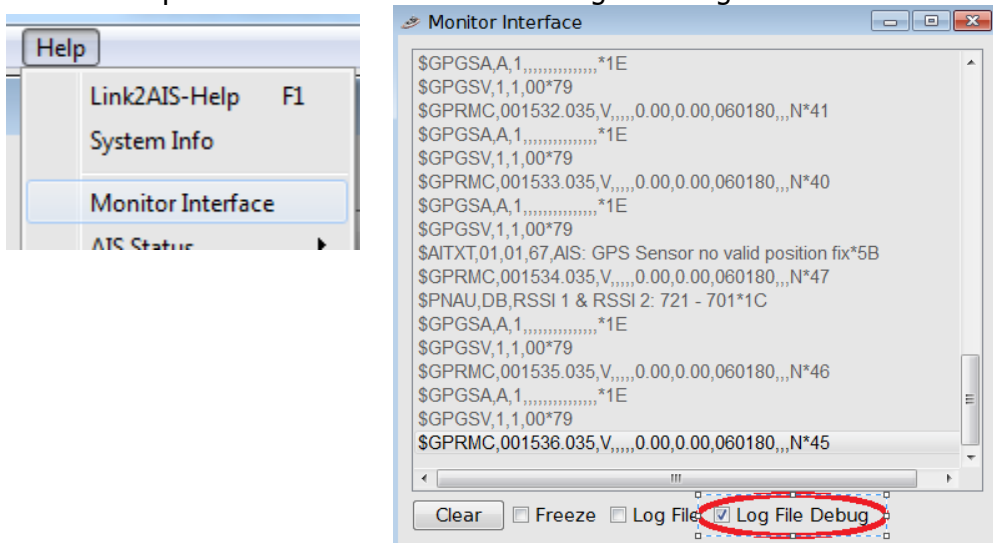 Help
Link2AIS-Help F1
System Info
Monitor Interface
AIS Status
Monitor Interface
$GPGSA,A,1,,,,,,,,,,,,,,,*1E
$GPGSV,1,1,00*79
$GPRMC,001532.035,V,,,,,0.00,0.00,060180,,,N*41
$GPGSA,A,1,,,,,,,,,,,,,,,*1E
$GPGSV,1,1,00*79
$GPRMC,001533.035,V,,,,,0.00,0.00,060180,,,N*40
$GPGSA,A,1,,,,,,,,,,,,,,,*1E
$GPGSV,1,1,00*79
$AITXT,01,01,67,AIS: GPS Sensor no valid position fix*5B
$GPRMC,001534.035,V,,,,,0.00,0.00,060180,,,N*47
$PNAU,DB,RSSI 1 & RSSI 2: 721 - 701*1C
$GPGSA,A,1,,,,,,,,,,,,,,,*1E
$GPGSV,1,1,00*79
$GPRMC,001535.035,V,,,,,0.00,0.00,060180,,,N*46
$GPGSA,A,1,,,,,,,,,,,,,,,*1E
$GPGSV,1,1,00*79
$GPRMC,001536.035,V,,,,,0.00,0.00,060180,,,N*45
Clear Freeze Log File Log File Debug